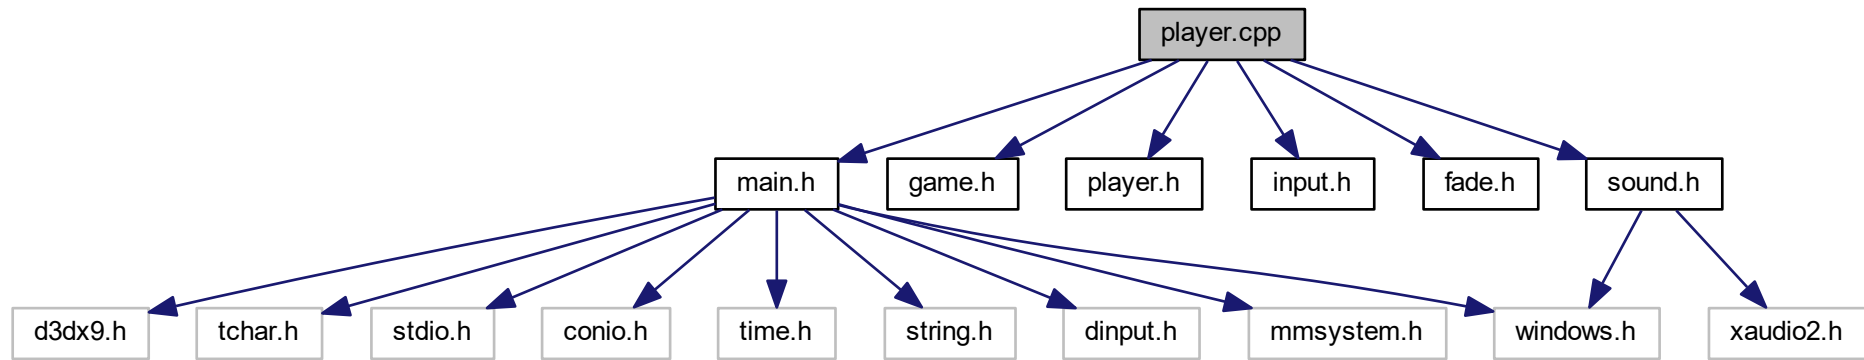 player.cpp
main.h
game.h
player.h
input.h
fade.h
sound.h
d3dx9.h
tchar.h
stdio.h
conio.h
time.h
string.h
dinput.h
mmsystem.h
windows.h
xaudio2.h